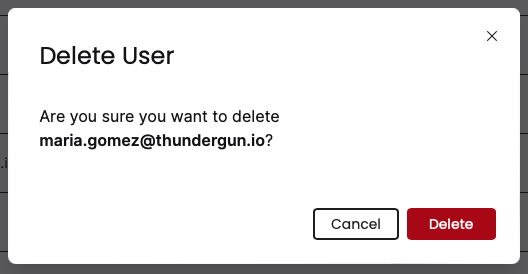 Delete User
Are you sure you want to delete
maria.gomez@thundergun.io?
Cancel
Delete